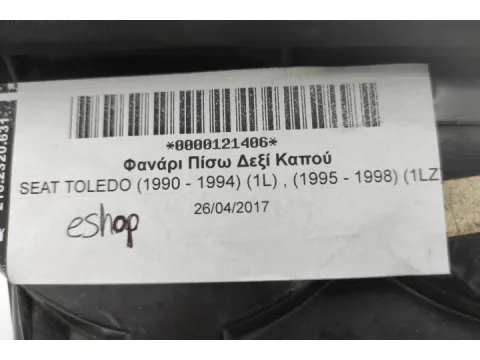 *0000121406*
Φανάρι Πίσω Δεξί Καπού
SEAT TOLEDO (1990 - 1994) (1L) , (1995 - 1998) (1LZ
26/04/2017
eshop